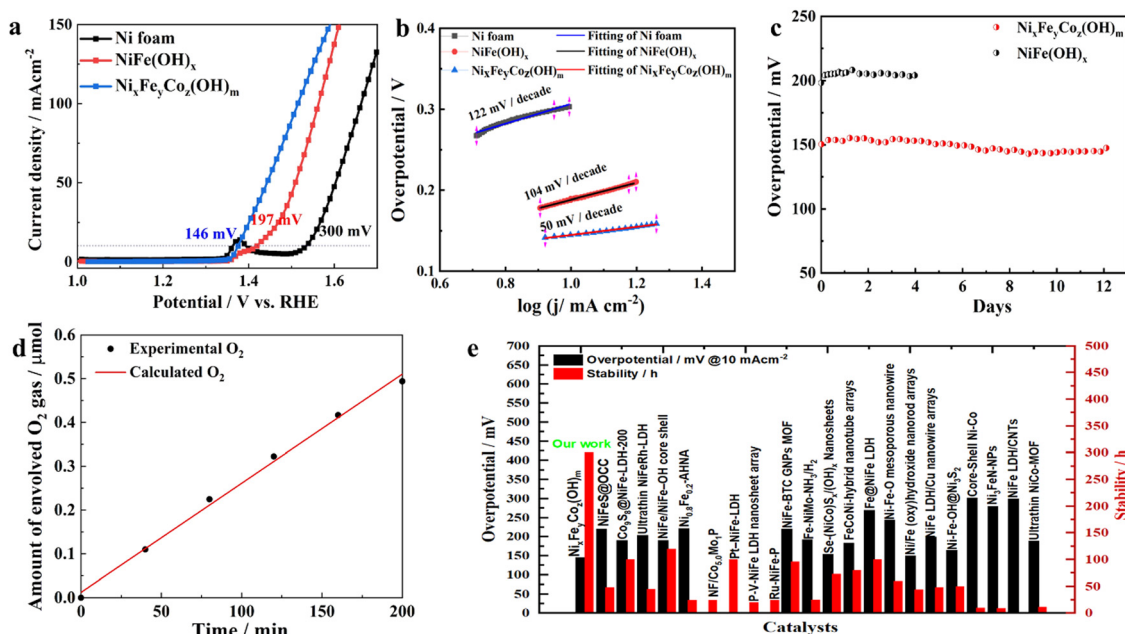 a
150
100
50
0
Current density / mAcm⁻²
Ni foam
NiFe(OH)ₓ
NiₓFeᵧCo_z(OH)ₘ
146 mV
197 mV
300 mV
1.0
1.2
1.4
1.6
Potential / V vs. RHE
b
0.4
0.3
0.2
0.1
Overpotential / V
Ni foam
Fitting of Ni foam
NiFe(OH)ₓ
Fitting of NiFe(OH)ₓ
NiₓFeᵧCo_z(OH)ₘ
Fitting of NiₓFeᵧCo_z(OH)ₘ
122 mV / decade
104 mV / decade
50 mV / decade
0.6
0.8
1.0
1.2
1.4
log (j/ mA cm⁻²)
c
250
200
150
100
50
Overpotential / mV
NiₓFeᵧCo_z(OH)ₘ
NiFe(OH)ₓ
0
2
4
6
8
10
12
Days
d
0.6
0.5
0.4
0.3
0.2
0.1
0.0
Amount of envolved O₂ gas / μmol
Experimental O₂
Calculated O₂
0
50
100
150
200
Time / min
e
700
650
600
550
500
450
400
350
300
250
200
150
100
50
0
Overpotential / mV
Overpotential / mV @10 mAcm⁻²
Stability / h
Our work
NiₓFeᵧCo_z(OH)ₘ
NiFeS@OCC
Co₉S₈@NiFe-LDH-200
Ultrathin NiFeRh-LDH
NiFe/NiFe-OH core shell
Ni₀.₈Fe₀.₂-AHNA
NF/Co₅.₀Mo₁P
Pt-NiFe-LDH
P-V-NiFe LDH nanosheet array
Ru-NiFe-P
NiFe-BTC GNPs MOF
Fe-NiMo-NH₃/H₂
Se-(NiCo)Sₓ/(OH)ₓ Nanosheets
FeCoNi-hybrid nanotube arrays
Fe@NiFe LDH
Ni-Fe-O mesoporous nanowire
Ni/Fe (oxy)hydroxide nanorod arrays
NiFe LDH/Cu nanowire arrays
Ni-Fe-OH@Ni₃S₂
Core-Shell Ni-Co
Ni₃FeN-NPs
NiFe LDH/CNTs
Ultrathin NiCo-MOF
Catalysts
500
450
400
350
300
250
200
150
100
50
0
Stability / h